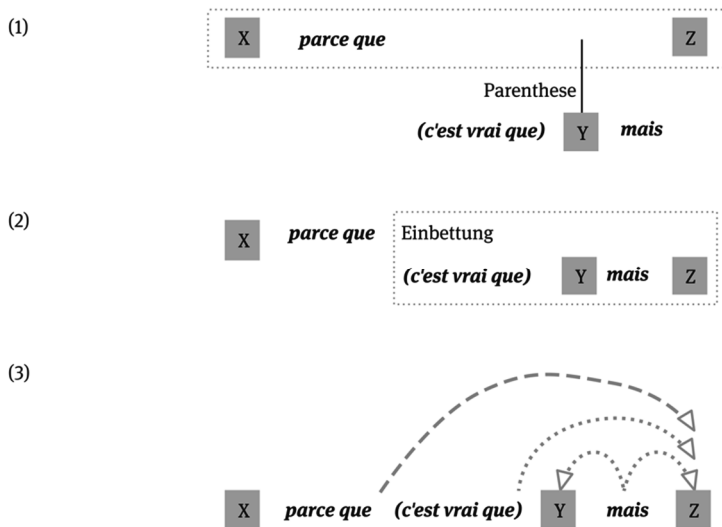 (1) X parce que Z
Parenthese
(c'est vrai que) Y mais
(2) X parce que Einbettung
(c'est vrai que) Y mais Z
(3)
X parce que (c'est vrai que) Y mais Z